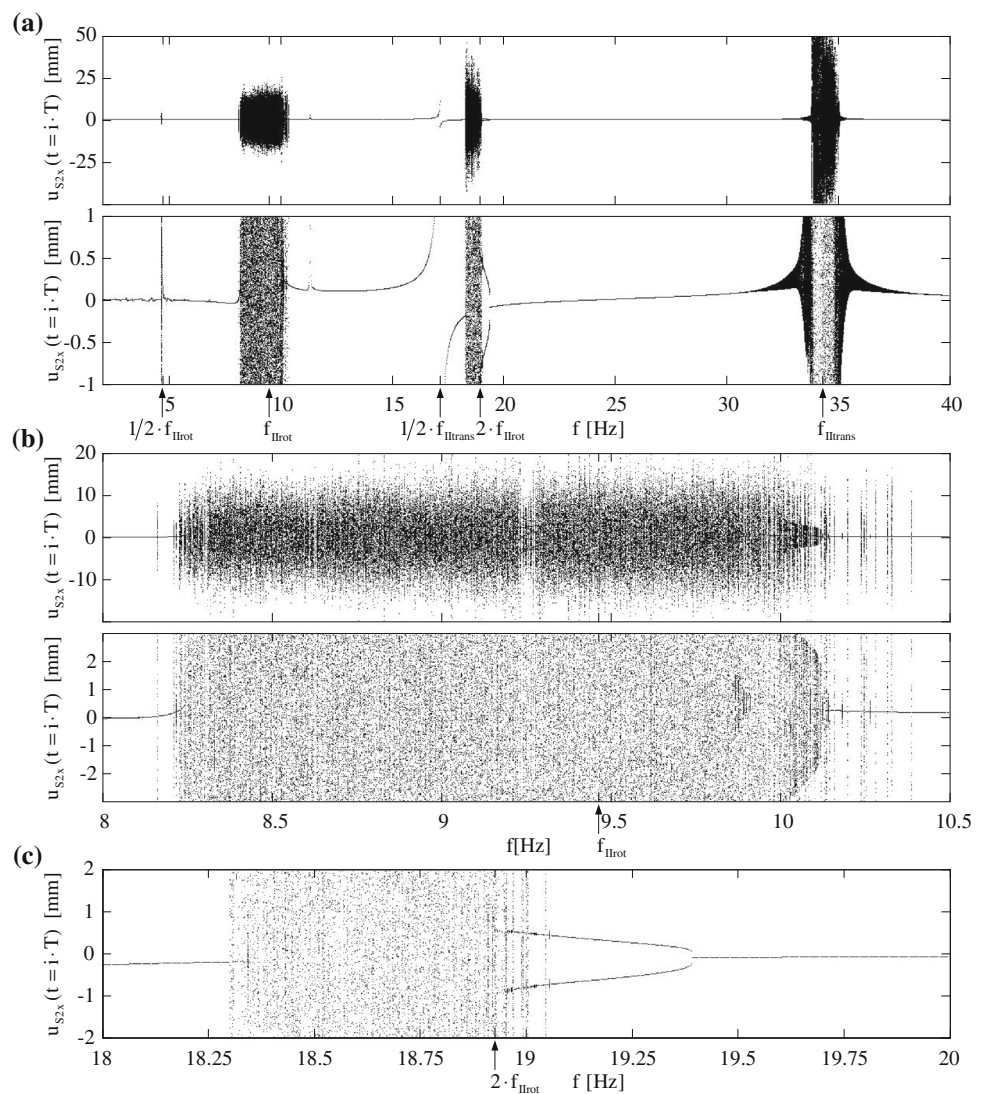 (a)
u_S2x (t = i · T) [mm]
50
25
0
-25
u_S2x (t = i · T) [mm]
1
0.5
0
-0.5
-1
5 10 15 20 25 30 35 40
1/2 · f_IIrot f_IIrot 1/2 · f_IItrans 2 · f_IIrot f [Hz] f_IItrans
(b)
u_S2x (t = i · T) [mm]
20
10
0
-10
u_S2x (t = i · T) [mm]
2
1
0
-1
-2
8 8.5 9 9.5 10 10.5
f[Hz] f_IIrot
(c)
u_S2x (t = i · T) [mm]
2
1
0
-1
-2
18 18.25 18.5 18.75 19 19.25 19.5 19.75 20
2 · f_IIrot f [Hz]